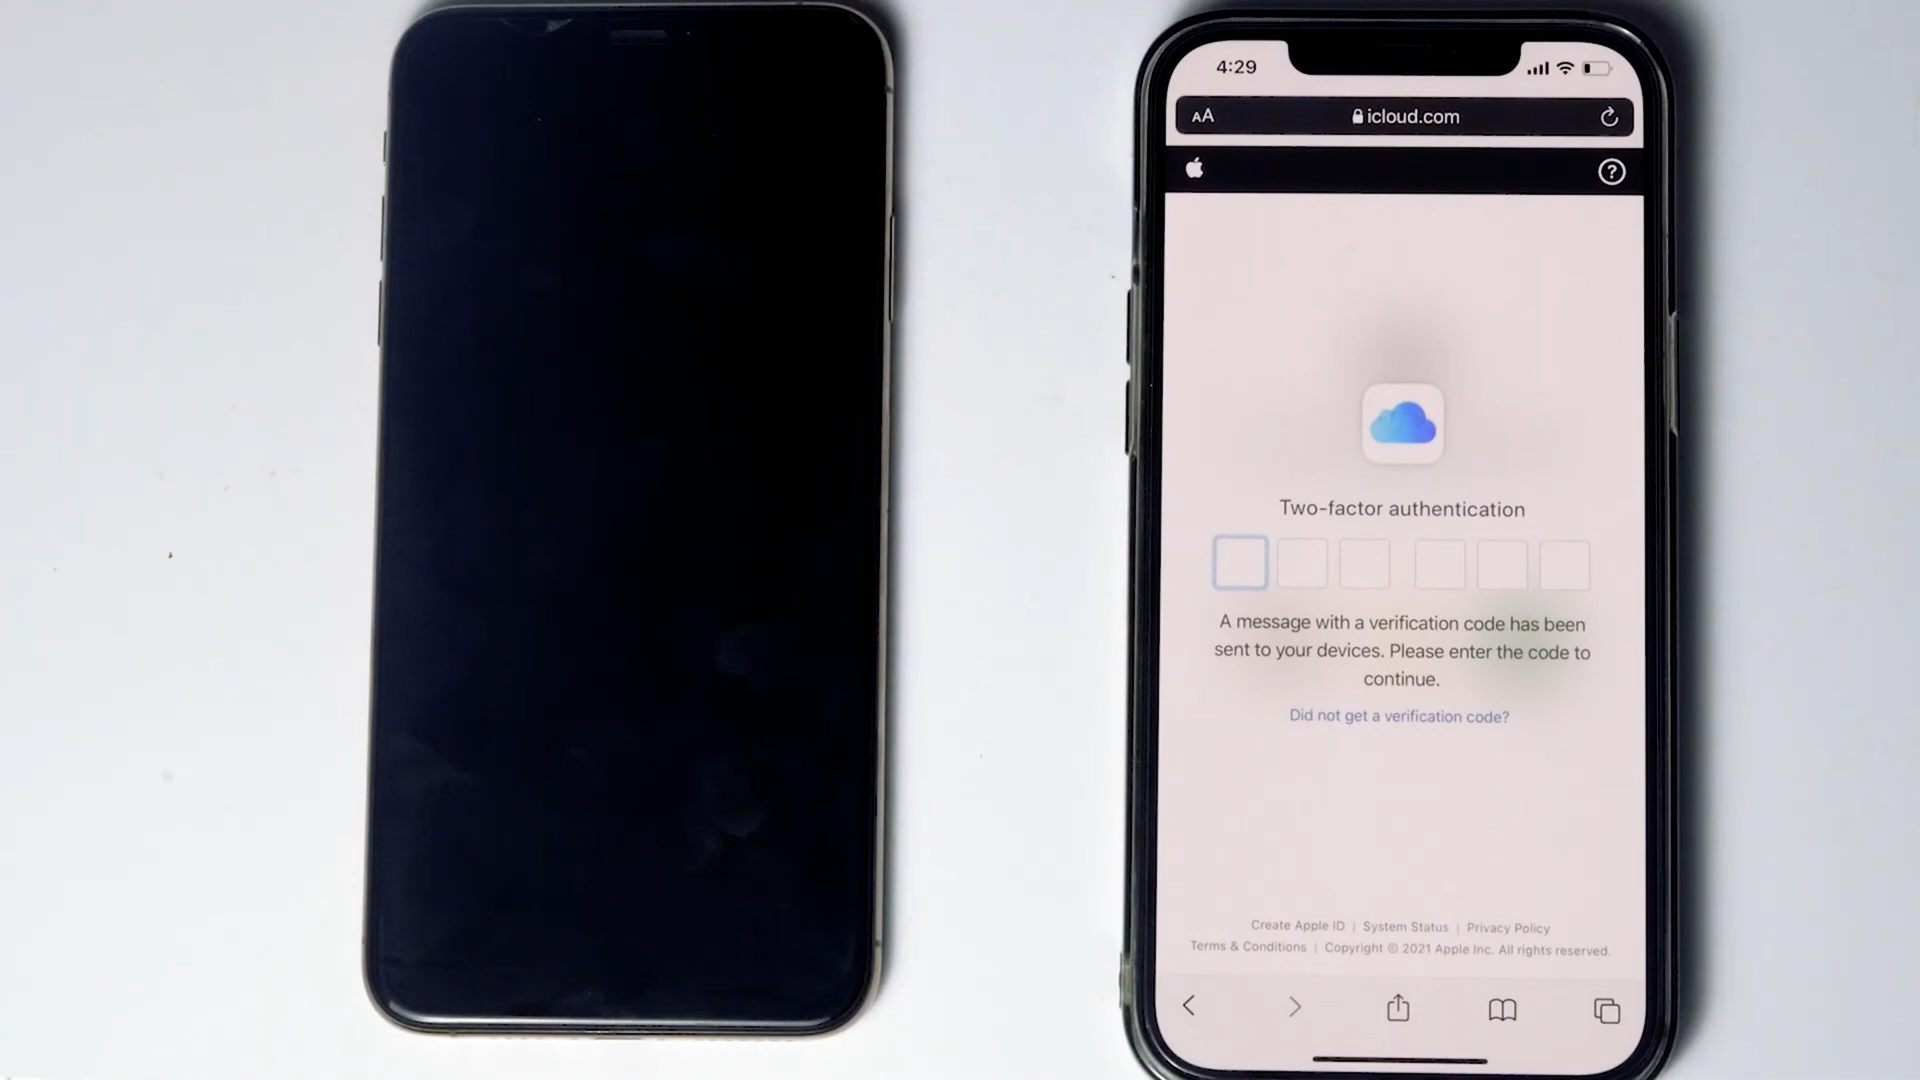 4:29
AA icloud.com
?
Two-factor authentication
A message with a verification code has been
sent to your devices. Please enter the code to
continue.
Did not get a verification code?
Create Apple ID | System Status | Privacy Policy
Terms & Conditions | Copyright © 2021 Apple Inc. All rights reserved.